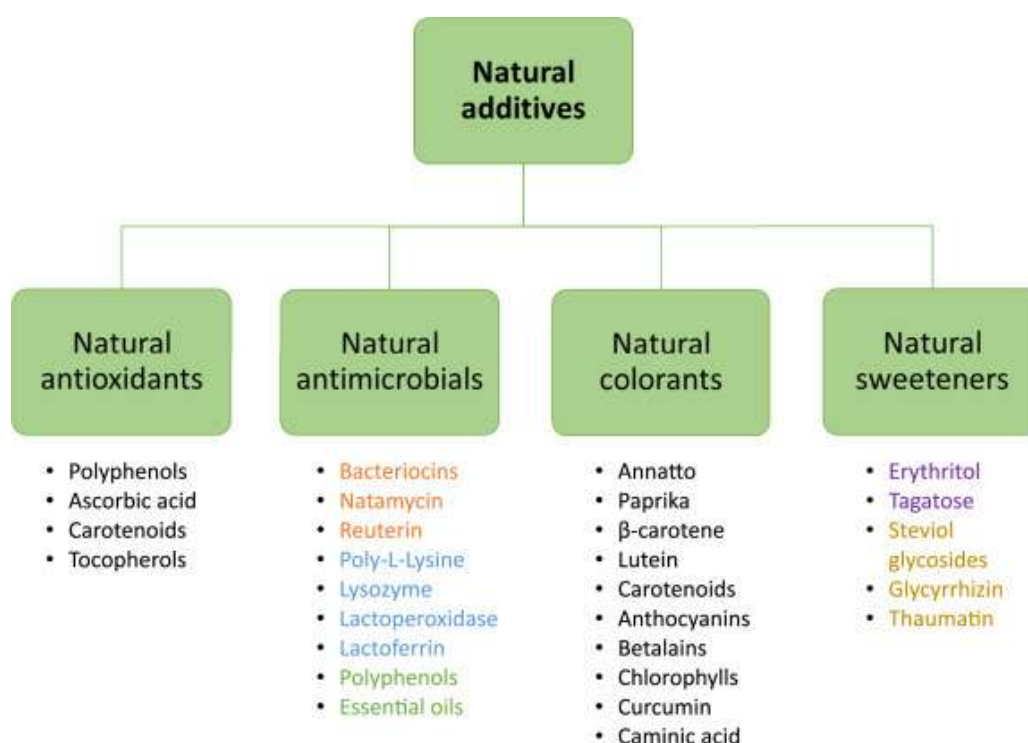 Natural
additives
Natural
antioxidants
• Polyphenols
• Ascorbic acid
• Carotenoids
• Tocopherols
Natural
antimicrobials
• Bacteriocins
• Natamycin
• Reuterin
• Poly-L-Lysine
• Lysozyme
• Lactoperoxidase
• Lactoferrin
• Polyphenols
• Essential oils
Natural
colorants
• Annatto
• Paprika
• β-carotene
• Lutein
• Carotenoids
• Anthocyanins
• Betalains
• Chlorophylls
• Curcumin
• Caminic acid
Natural
sweeteners
• Erythritol
• Tagatose
• Steviol
glycosides
• Glycyrrhizin
• Thaumatin